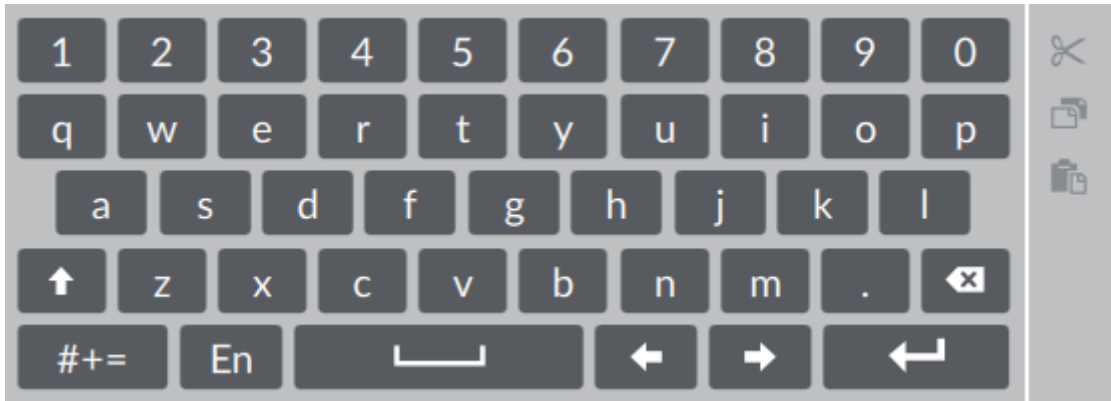 1 2 3 4 5 6 7 8 9 0
q w e r t y u i o p
a s d f g h j k l
z x c v b n m .
#+= En